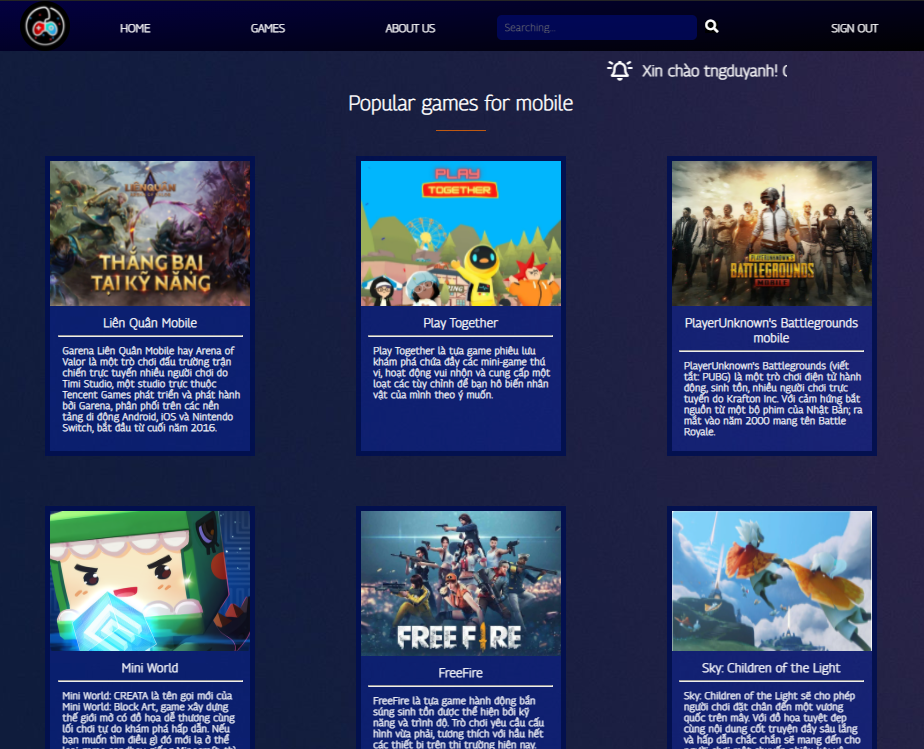 HOME
GAMES
ABOUT US
Searching...
SIGN OUT
Xin chào tngduyanh!
Popular games for mobile
LIÊNQUÂN
THÁNG BẠI
TẠI KỸ NĂNG
PLAY
TOGETHER
PLAYERUNKNOWN'S
BATTLEGROUNDS
MOBILE
Liên Quân Mobile
Play Together
PlayerUnknown's Battlegrounds
mobile
Garena Liên Quân Mobile hay Arena of
Valor là một trò chơi đấu trường trận
chiến trực tuyến nhiều người chơi do
Timi Studio, một studio trực thuộc
Tencent Games phát triển và phát hành
bởi Garena, phân phối trên các nền
tảng di động Android, iOS và Nintendo
Switch, bắt đầu từ cuối năm 2016.
Play Together là tựa game phiêu lưu
khám phá chứa đầy các mini-game thú
vị, hoạt động vui nhộn và cung cấp một
loạt các tùy chỉnh để bạn hô biến nhân
vật của mình theo ý muốn.
PlayerUnknown's Battlegrounds (viết
tắt: PUBG) là một trò chơi điện tử hành
động, sinh tồn, nhiều người chơi trực
tuyến do Krafton Inc. Với cảm hứng bắt
nguồn từ một bộ phim của Nhật Bản; ra
mắt vào năm 2000 mang tên Battle
Royale.
FREE FIRE
Mini World
FreeFire
Sky: Children of the Light
Mini World: CREATA là tên gọi mới của
Mini World: Block Art, game xây dựng
thế giới mở có đồ họa dễ thương cùng
lối chơi tự do khám phá hấp dẫn. Nếu
bạn muốn tìm điều gì đó mới lạ ở thể
FreeFire là tựa game hành động bắn
súng sinh tồn được thể hiện bởi kỹ
năng và trình độ. Trò chơi yêu cầu cấu
hình vừa phải, tương thích với hầu hết
các thiết bị trên thị trường hiện nay.
Sky: Children of the Light sẽ cho phép
người chơi đặt chân đến một vương
quốc trên mây. Với đồ họa tuyệt đẹp
cùng nội dung cốt truyện đầy sâu lắng
và hấp dẫn chắc chắn sẽ mang đến cho